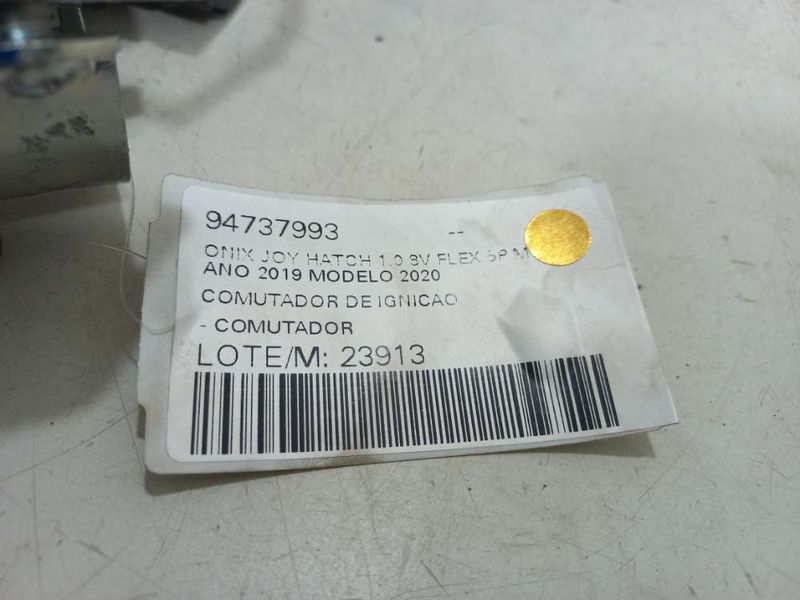 94737993 --
ONIX JOY HATCH 1.0 8V FLEX 5P M
ANO 2019 MODELO 2020
COMUTADOR DE IGNICAO
- COMUTADOR
LOTE/M: 23913